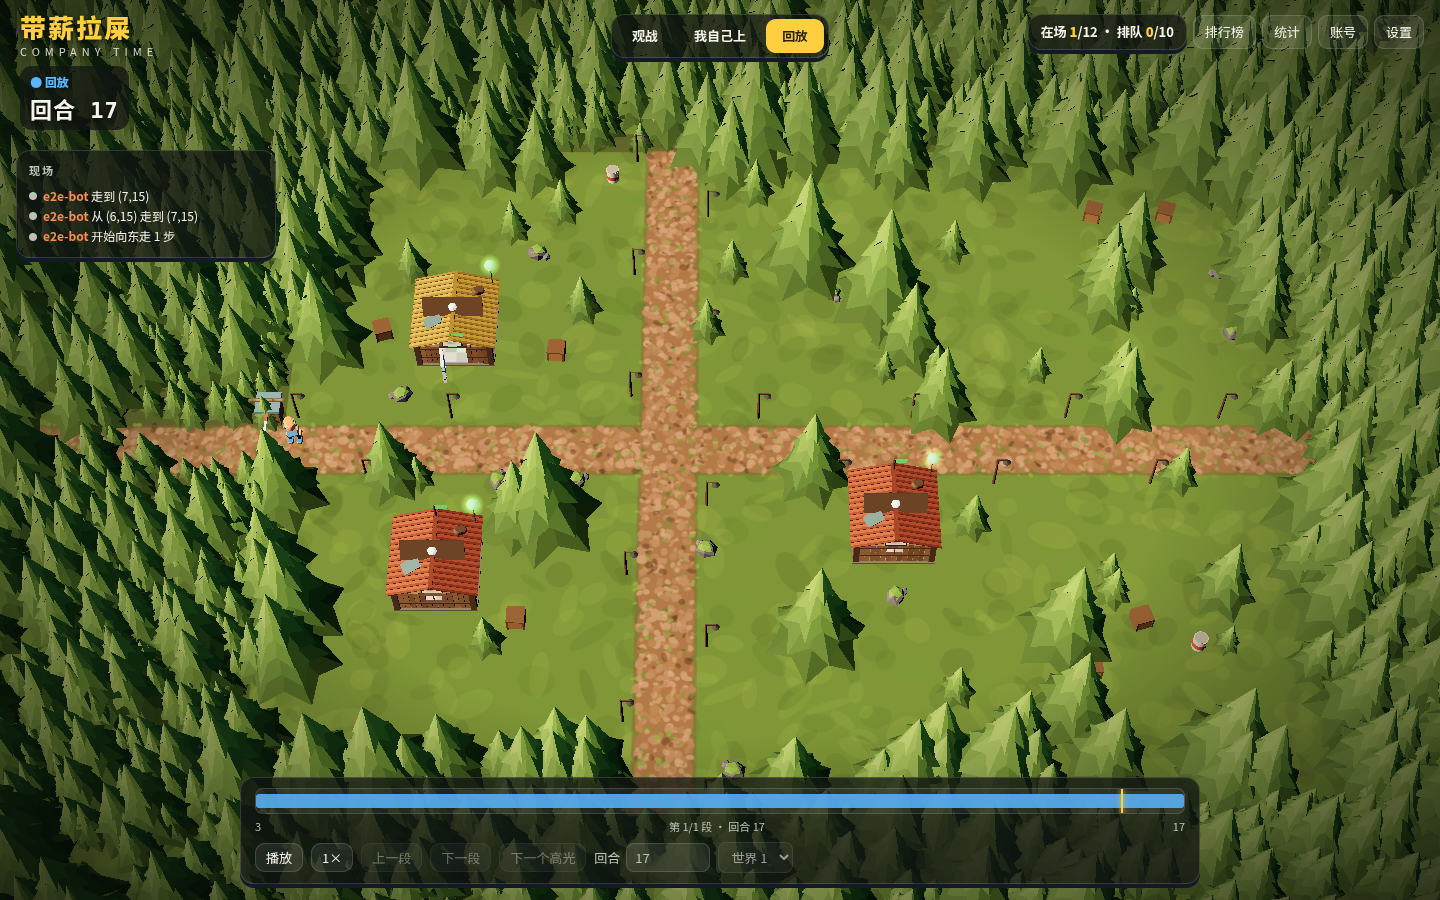 带薪拉屎
COMPANY TIME
观战 我自己上 回放
在场 1/12 · 排队 0/10
排行榜 统计 账号 设置
回放
回合 17
现场
e2e-bot 走到 (7,15)
e2e-bot 从 (6,15) 走到 (7,15)
e2e-bot 开始向东走 1 步
3 第 1/1 段 · 回合 17 17
播放 1× 上一段 下一段 下一个高光 回合 17 世界 1